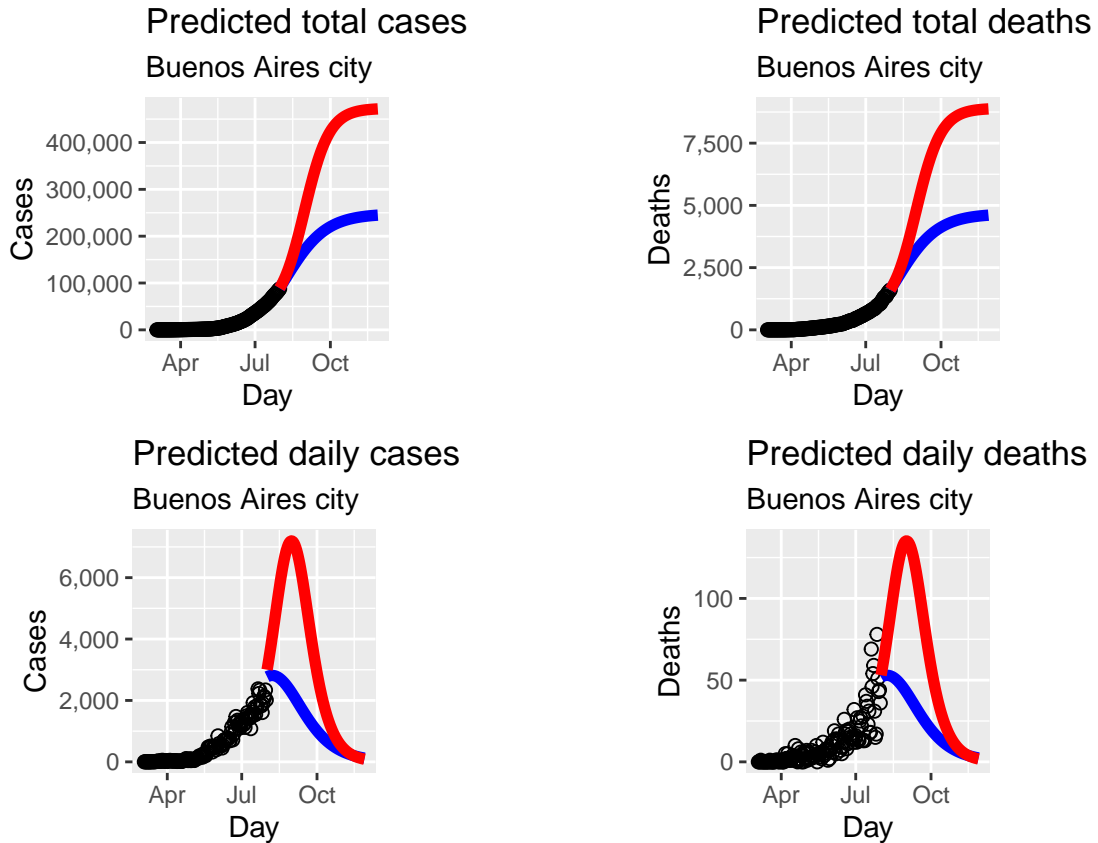 Predicted total cases
Buenos Aires city
400,000
300,000
200,000
100,000
0
Cases
Apr Jul Oct
Day
Predicted total deaths
Buenos Aires city
7,500
5,000
2,500
0
Deaths
Apr Jul Oct
Day
Predicted daily cases
Buenos Aires city
6,000
4,000
2,000
0
Cases
Apr Jul Oct
Day
Predicted daily deaths
Buenos Aires city
100
50
0
Deaths
Apr Jul Oct
Day